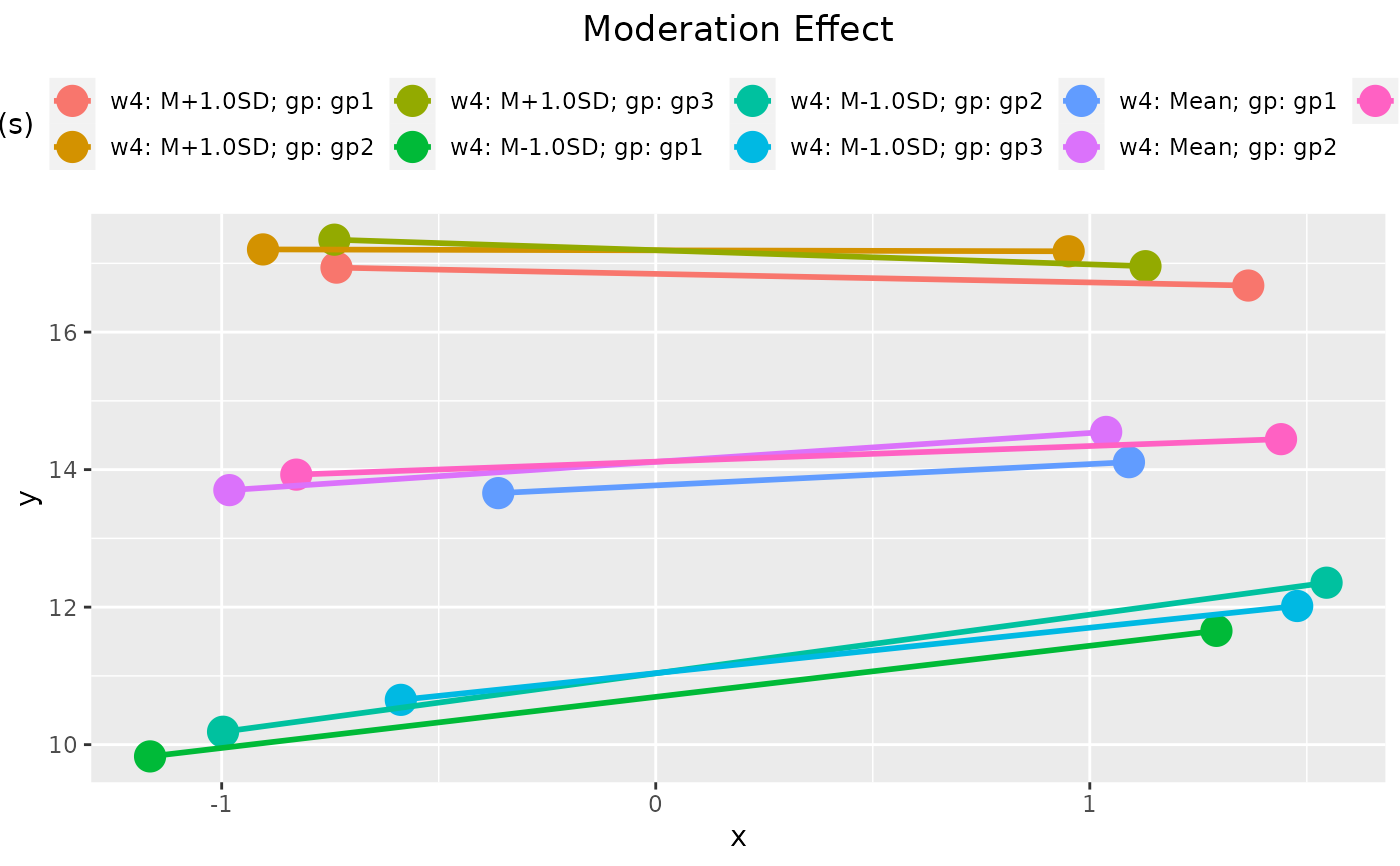 Moderation Effect
(s) w4: M+1.0SD; gp: gp1 w4: M+1.0SD; gp: gp3 w4: M-1.0SD; gp: gp2 w4: Mean; gp: gp1
w4: M+1.0SD; gp: gp2 w4: M-1.0SD; gp: gp1 w4: M-1.0SD; gp: gp3 w4: Mean; gp: gp2
16
14
12
10
y
-1 0 1
x